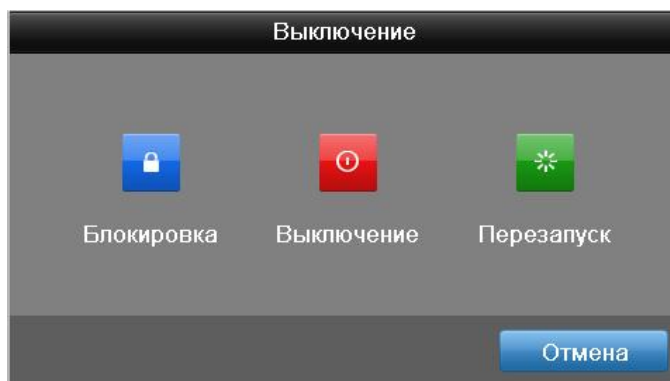 Выключение
Блокировка Выключение Перезапуск
Отмена